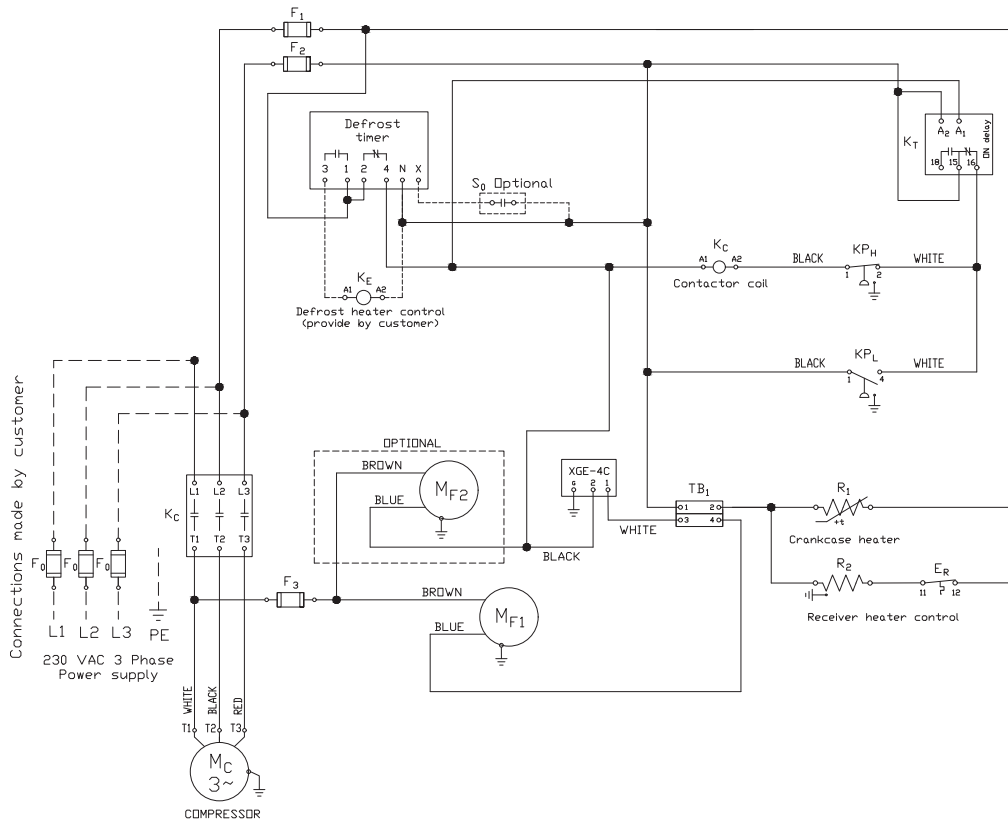 F1
F2
Defrost
timer
3 1 2 4 N X
S0 Optional
A2 A1
KT
18 15 16
ON delay
KE
A1 A2
Defrost heater control
(provide by customer)
KC
A1 A2
Contactor coil
BLACK
KPH
1 2
WHITE
BLACK
KPL
1 4
WHITE
Connections made by customer
L1 L2 L3
KC
T1 T2 T3
F0 F0 F0
L1 L2 L3 PE
230 VAC 3 Phase
Power supply
OPTIONAL
BROWN
BLUE
MF2
XGE-4C
G 2 1
BLACK
WHITE
TB1
1 2
3 4
R1
+t
Crankcase heater
R2
ER
11 12
Receiver heater control
F3
BROWN
BLUE
MF1
WHITE
BLACK
RED
T1 T2 T3
MC
3~
COMPRESSOR